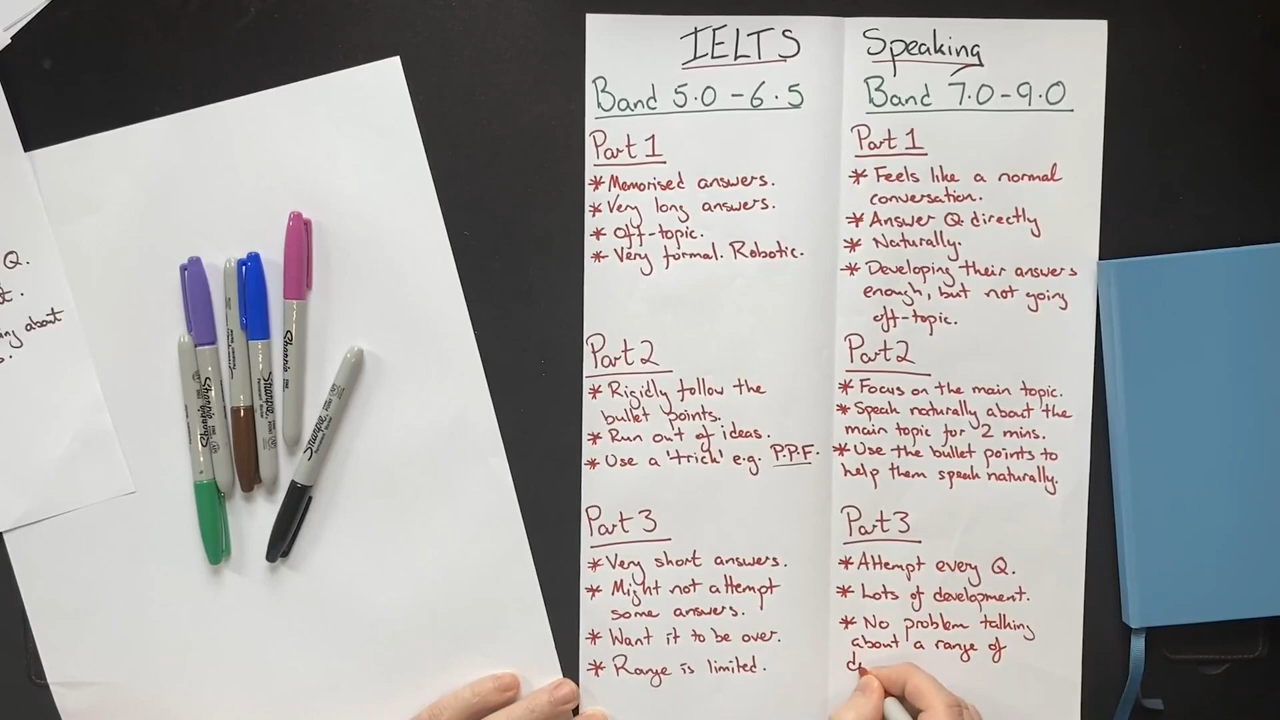 IELTS Speaking
Band 5.0 - 6.5
Part 1
* Memorised answers.
* Very long answers.
* Off-topic.
* Very formal. Robotic.
Part 2
* Rigidly follow the
bullet points.
* Run out of ideas.
* Use a 'trick' e.g. P.P.F.
Part 3
* Very short answers.
* Might not attempt
some answers.
* Want it to be over.
* Range is limited.
Band 7.0 - 9.0
Part 1
* Feels like a normal
conversation.
* Answer Q directly
* Naturally.
* Developing their answers
enough, but not going
off-topic.
Part 2
* Focus on the main topic.
* Speak naturally about the
main topic for 2 mins.
* Use the bullet points to
help them speak naturally.
Part 3
* Attempt every Q.
* Lots of development.
* No problem talking
about a range of
Q.
about
Sharpie
Sharpie
Sharpie
Sharpie